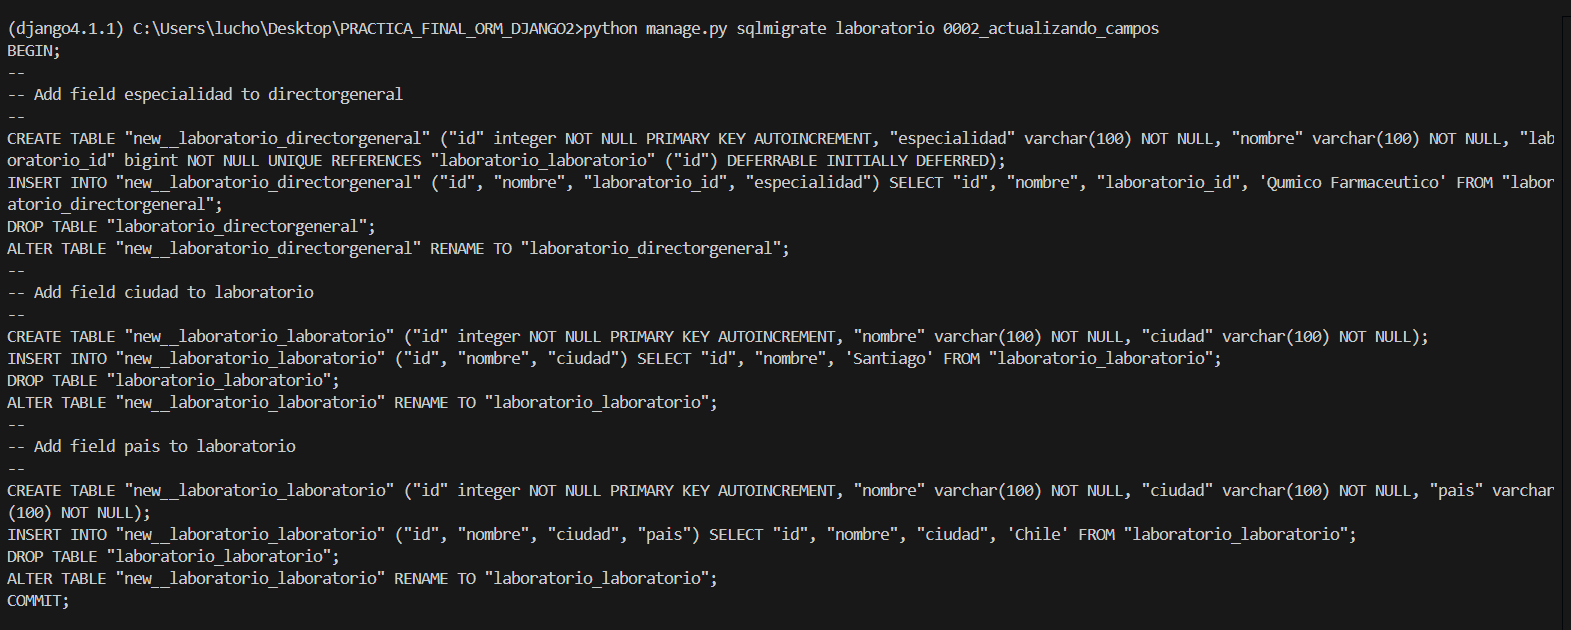 (django4.1.1) C:\Users\lucho\Desktop\PRACTICA_FINAL_ORM_DJANGO2>python manage.py sqlmigrate laboratorio 0002_actualizando_campos
BEGIN;
--
-- Add field especialidad to directorgeneral
--
CREATE TABLE "new__laboratorio_directorgeneral" ("id" integer NOT NULL PRIMARY KEY AUTOINCREMENT, "especialidad" varchar(100) NOT NULL, "nombre" varchar(100) NOT NULL, "lab
oratorio_id" bigint NOT NULL UNIQUE REFERENCES "laboratorio_laboratorio" ("id") DEFERRABLE INITIALLY DEFERRED);
INSERT INTO "new__laboratorio_directorgeneral" ("id", "nombre", "laboratorio_id", "especialidad") SELECT "id", "nombre", "laboratorio_id", 'Qumico Farmaceutico' FROM "labor
atorio_directorgeneral";
DROP TABLE "laboratorio_directorgeneral";
ALTER TABLE "new__laboratorio_directorgeneral" RENAME TO "laboratorio_directorgeneral";
--
-- Add field ciudad to laboratorio
--
CREATE TABLE "new__laboratorio_laboratorio" ("id" integer NOT NULL PRIMARY KEY AUTOINCREMENT, "nombre" varchar(100) NOT NULL, "ciudad" varchar(100) NOT NULL);
INSERT INTO "new__laboratorio_laboratorio" ("id", "nombre", "ciudad") SELECT "id", "nombre", 'Santiago' FROM "laboratorio_laboratorio";
DROP TABLE "laboratorio_laboratorio";
ALTER TABLE "new__laboratorio_laboratorio" RENAME TO "laboratorio_laboratorio";
--
-- Add field pais to laboratorio
--
CREATE TABLE "new__laboratorio_laboratorio" ("id" integer NOT NULL PRIMARY KEY AUTOINCREMENT, "nombre" varchar(100) NOT NULL, "ciudad" varchar(100) NOT NULL, "pais" varchar
(100) NOT NULL);
INSERT INTO "new__laboratorio_laboratorio" ("id", "nombre", "ciudad", "pais") SELECT "id", "nombre", "ciudad", 'Chile' FROM "laboratorio_laboratorio";
DROP TABLE "laboratorio_laboratorio";
ALTER TABLE "new__laboratorio_laboratorio" RENAME TO "laboratorio_laboratorio";
COMMIT;